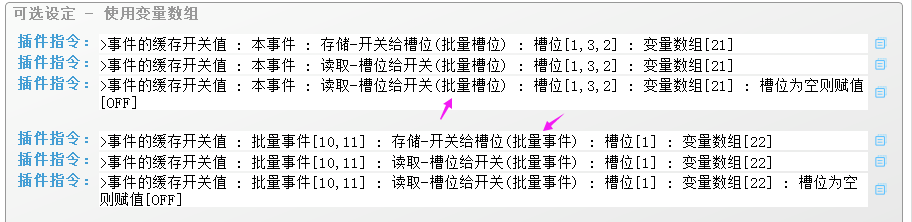 可选设定 - 使用变量数组
插件指令：>事件的缓存开关值 : 本事件 : 存储-开关给槽位(批量槽位) : 槽位[1,3,2] : 变量数组[21]
插件指令：>事件的缓存开关值 : 本事件 : 读取-槽位给开关(批量槽位) : 槽位[1,3,2] : 变量数组[21]
插件指令：>事件的缓存开关值 : 本事件 : 读取-槽位给开关(批量槽位) : 槽位[1,3,2] : 变量数组[21] : 槽位为空则赋值
[OFF]
插件指令：>事件的缓存开关值 : 批量事件[10,11] : 存储-开关给槽位(批量事件) : 槽位[1] : 变量数组[22]
插件指令：>事件的缓存开关值 : 批量事件[10,11] : 读取-槽位给开关(批量事件) : 槽位[1] : 变量数组[22]
插件指令：>事件的缓存开关值 : 批量事件[10,11] : 读取-槽位给开关(批量事件) : 槽位[1] : 变量数组[22] : 槽位为空
则赋值[OFF]